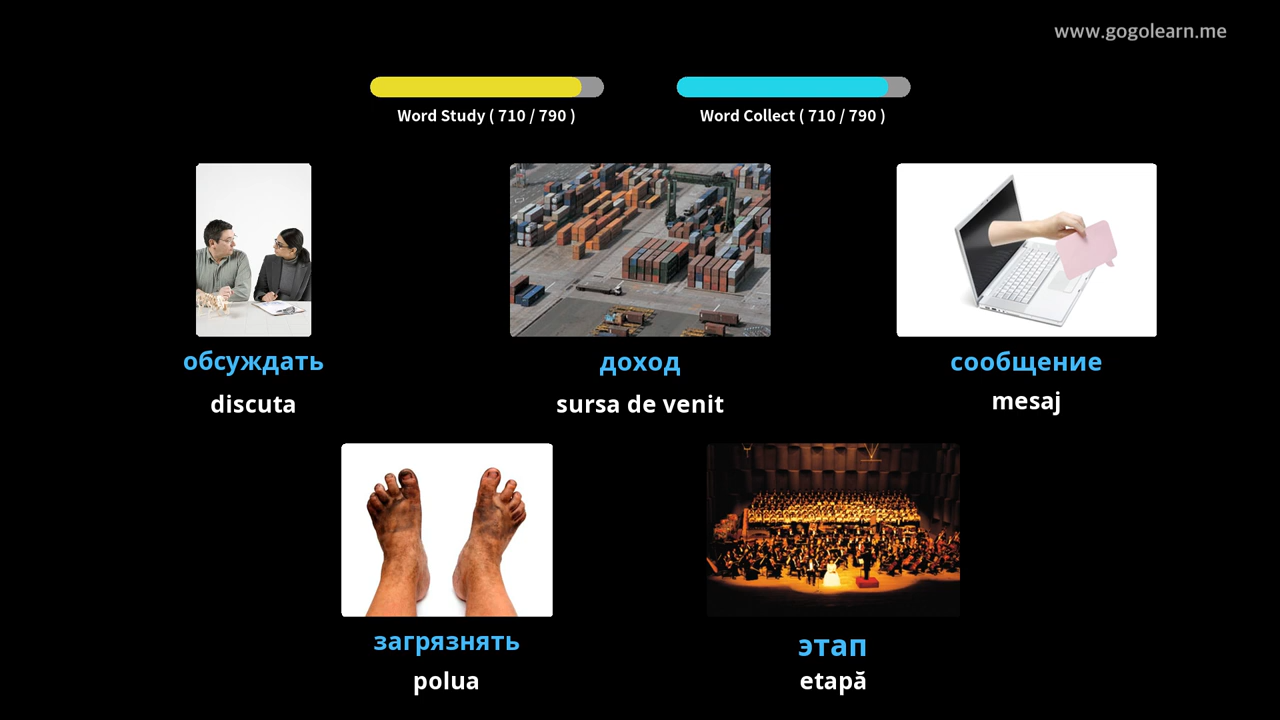 www.gogolearn.me
Word Study ( 710 / 790 )
Word Collect ( 710 / 790 )
обсуждать
discuta
доход
sursa de venit
сообщение
mesaj
загрязнять
polua
этап
etapă